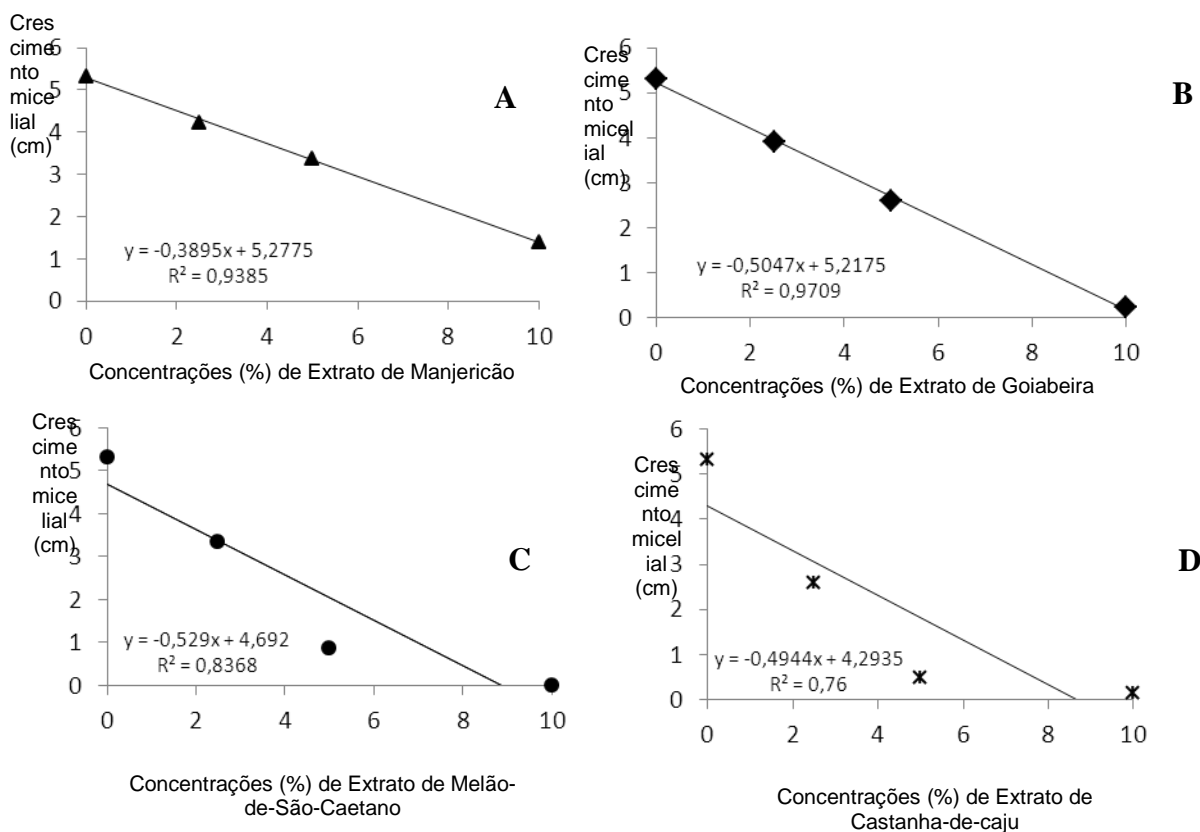 Cres
cime
nto
mice
lial
(cm)
6
5
4
3
2
1
0
A
y = -0,3895x + 5,2775
R² = 0,9385
0 2 4 6 8 10
Concentrações (%) de Extrato de Manjericão
Cres
cime
nto
micel
ial
(cm)
6
5
4
3
2
1
0
B
y = -0,5047x + 5,2175
R² = 0,9709
0 2 4 6 8 10
Concentrações (%) de Extrato de Goiabeira
Cres
cime
nto
mice
lial
(cm)
6
5
4
3
2
1
0
C
y = -0,529x + 4,692
R² = 0,8368
0 2 4 6 8 10
Concentrações (%) de Extrato de Melão-
de-São-Caetano
Cres
cime
nto
micel
ial
(cm)
6
5
4
3
2
1
0
D
y = -0,4944x + 4,2935
R² = 0,76
0 2 4 6 8 10
Concentrações (%) de Extrato de
Castanha-de-caju